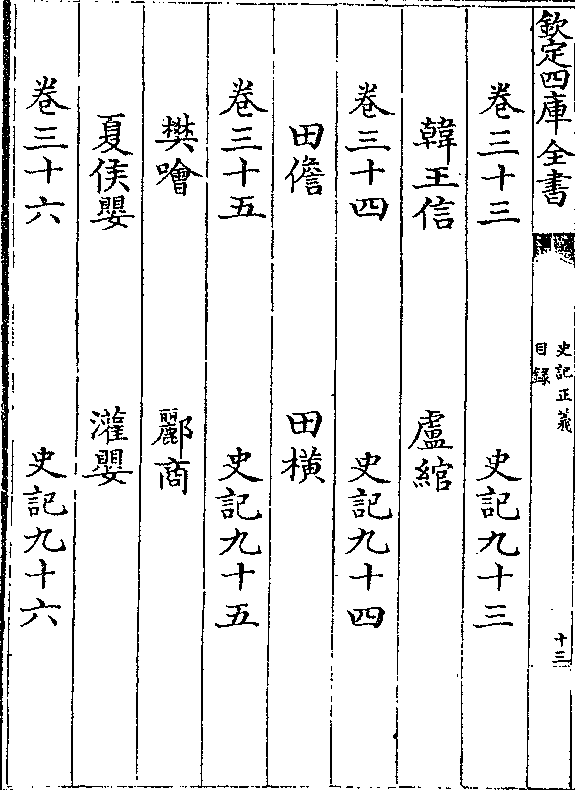 欽定四庫全書
史記正義
目錄
十三
卷三十三 史記九十三
韓王信 盧綰
卷三十四 史記九十四
田儋 田橫
卷三十五 史記九十五
樊噲 酈商
夏侯嬰 灌嬰
卷三十六 史記九十六